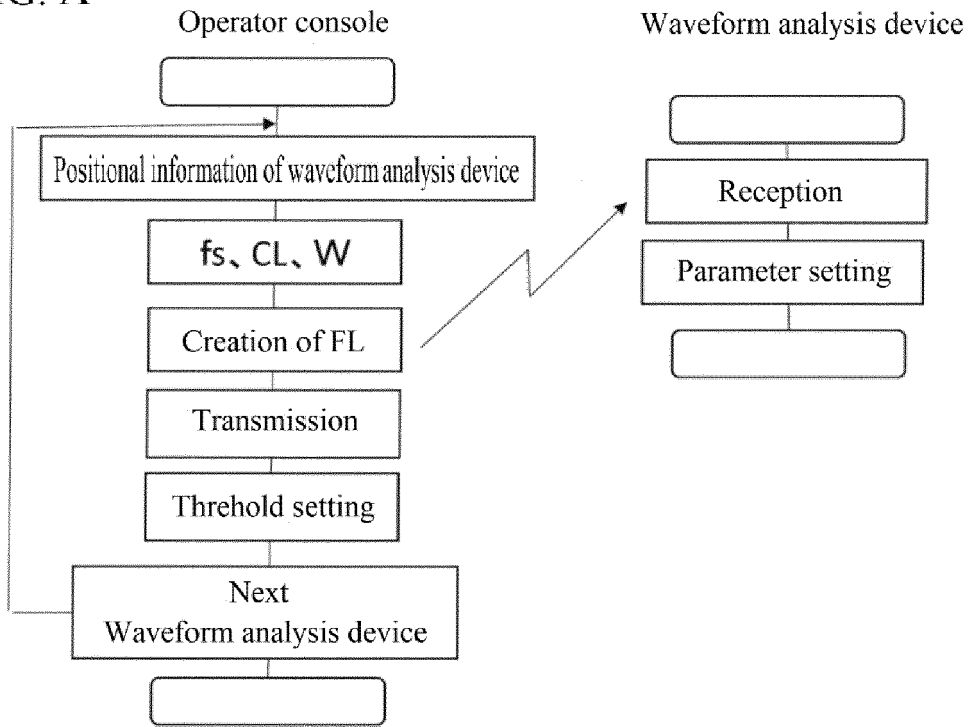 Operator console
Waveform analysis device
Positional information of waveform analysis device
fs、CL、W
Creation of FL
Transmission
Threhold setting
Next
Waveform analysis device
Reception
Parameter setting